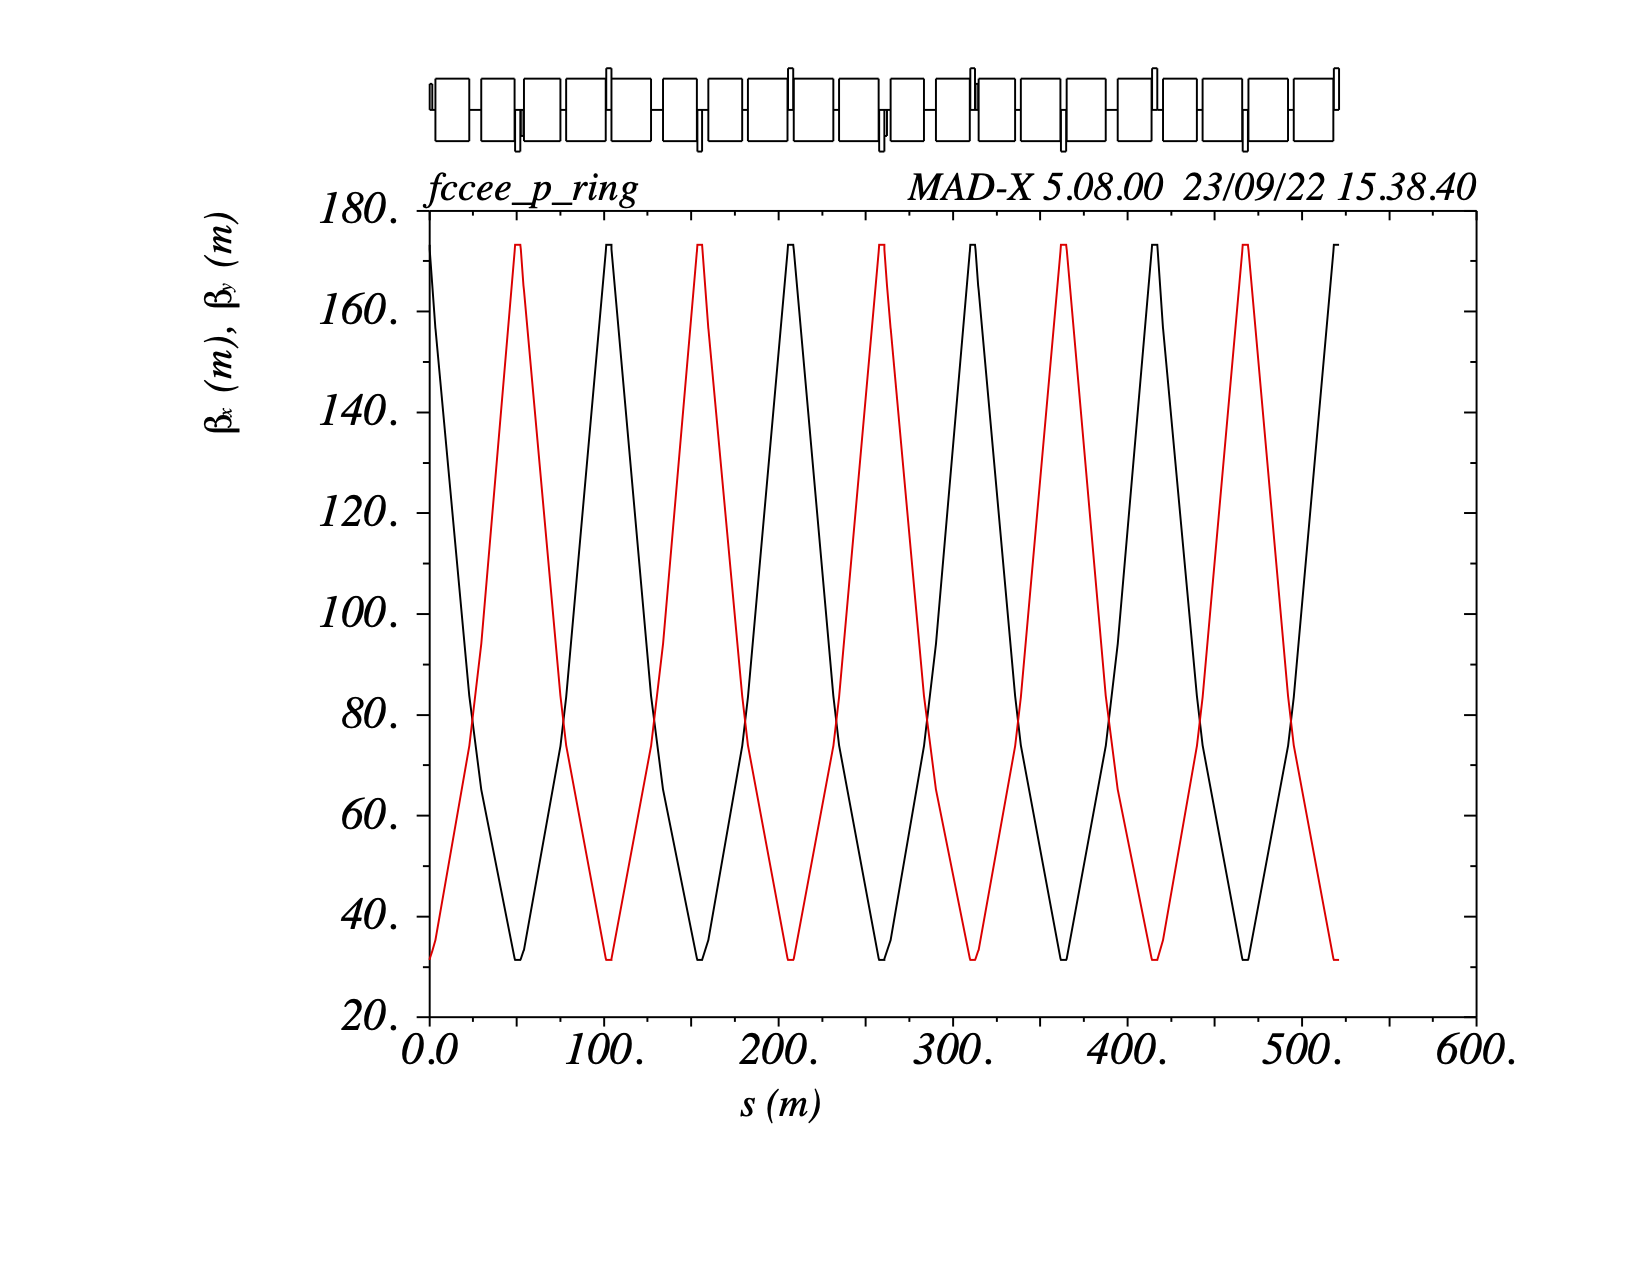 fccee_p_ring MAD-X 5.08.00 23/09/22 15.38.40
βx (m), βy (m)
180.
160.
140.
120.
100.
80.
60.
40.
20.
0.0 100. 200. 300. 400. 500. 600.
s (m)